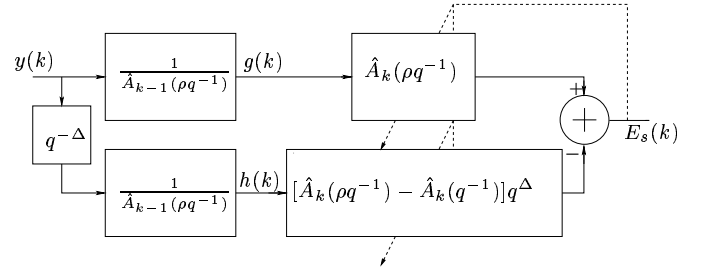 y(k)
1 / Â_{k-1}(ρq^{-1})
g(k)
Â_k(ρq^{-1})
+
+
E_s(k)
−
q^{-Δ}
1 / Â_{k-1}(ρq^{-1})
h(k)
[Â_k(ρq^{-1}) − Â_k(q^{-1})]q^Δ